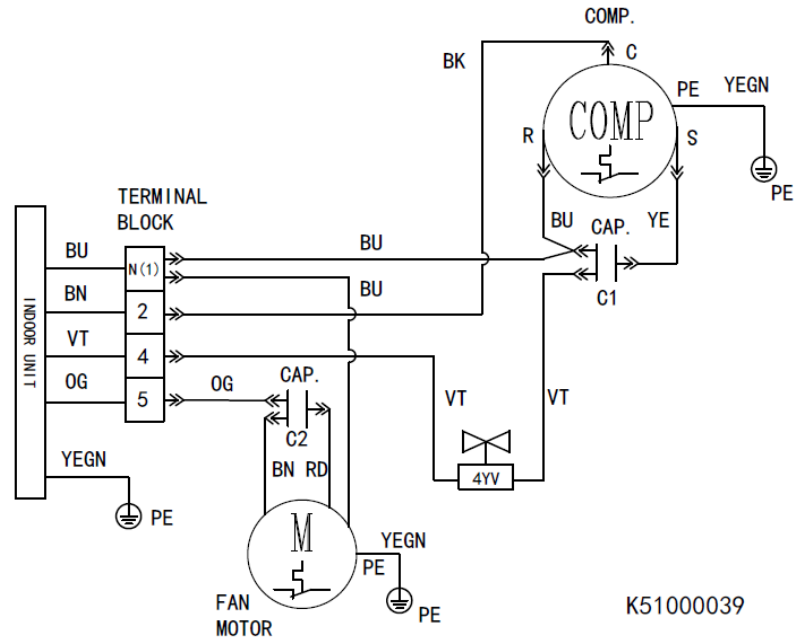 COMP.
BK
C
PE
YEGN
COMP
R
S
PE
TERMINAL
BLOCK
BU
CAP.
YE
BU
BU
N(1)
C1
BN
BU
2
INDOOR UNIT
VT
4
OG
5
OG
CAP.
VT
VT
C2
4YV
YEGN
BN RD
PE
M
YEGN
PE
FAN
MOTOR
PE
K51000039